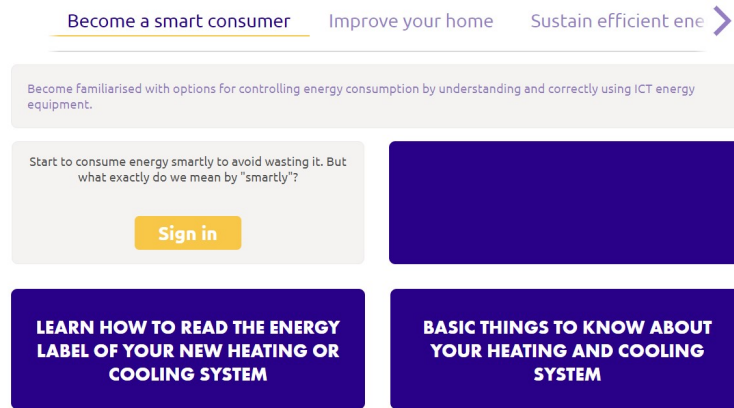 Become a smart consumer
Improve your home
Sustain efficient ene
Become familiarised with options for controlling energy consumption by understanding and correctly using ICT energy
equipment.
Start to consume energy smartly to avoid wasting it. But
what exactly do we mean by "smartly"?
Sign in
LEARN HOW TO READ THE ENERGY
LABEL OF YOUR NEW HEATING OR
COOLING SYSTEM
BASIC THINGS TO KNOW ABOUT
YOUR HEATING AND COOLING
SYSTEM